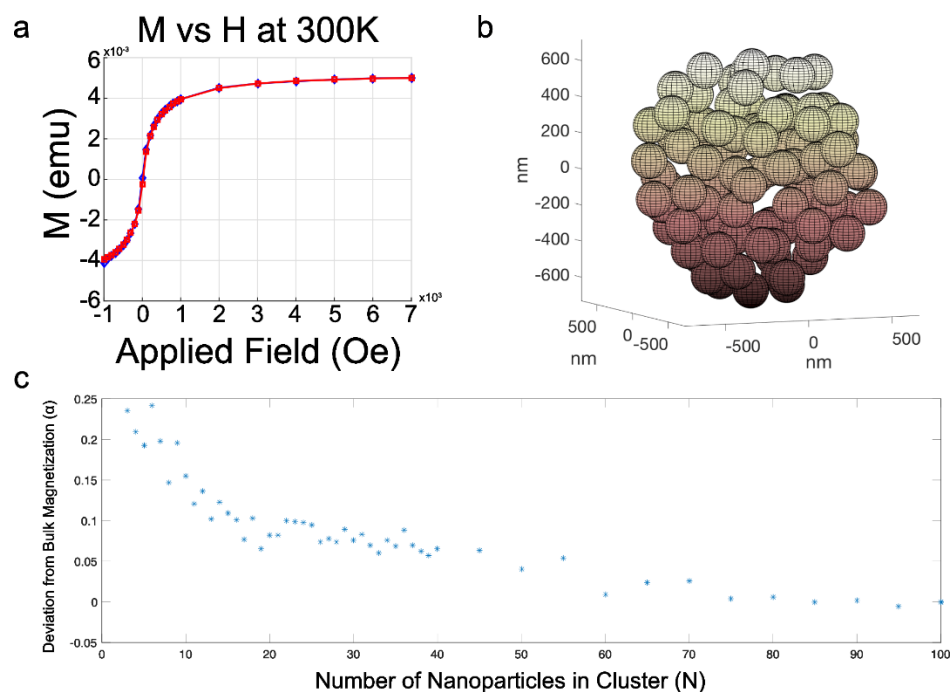 a
M vs H at 300K
×10⁻³
6
4
2
0
-2
-4
-6
M (emu)
-1 0 1 2 3 4 5 6 7
×10³
Applied Field (Oe)
b
600
400
200
0
-200
-400
-600
nm
500
0
-500
nm
-500 0 500
nm
c
0.25
0.2
0.15
0.1
0.05
0
-0.05
Deviation from Bulk Magnetization (α)
0 10 20 30 40 50 60 70 80 90 100
Number of Nanoparticles in Cluster (N)